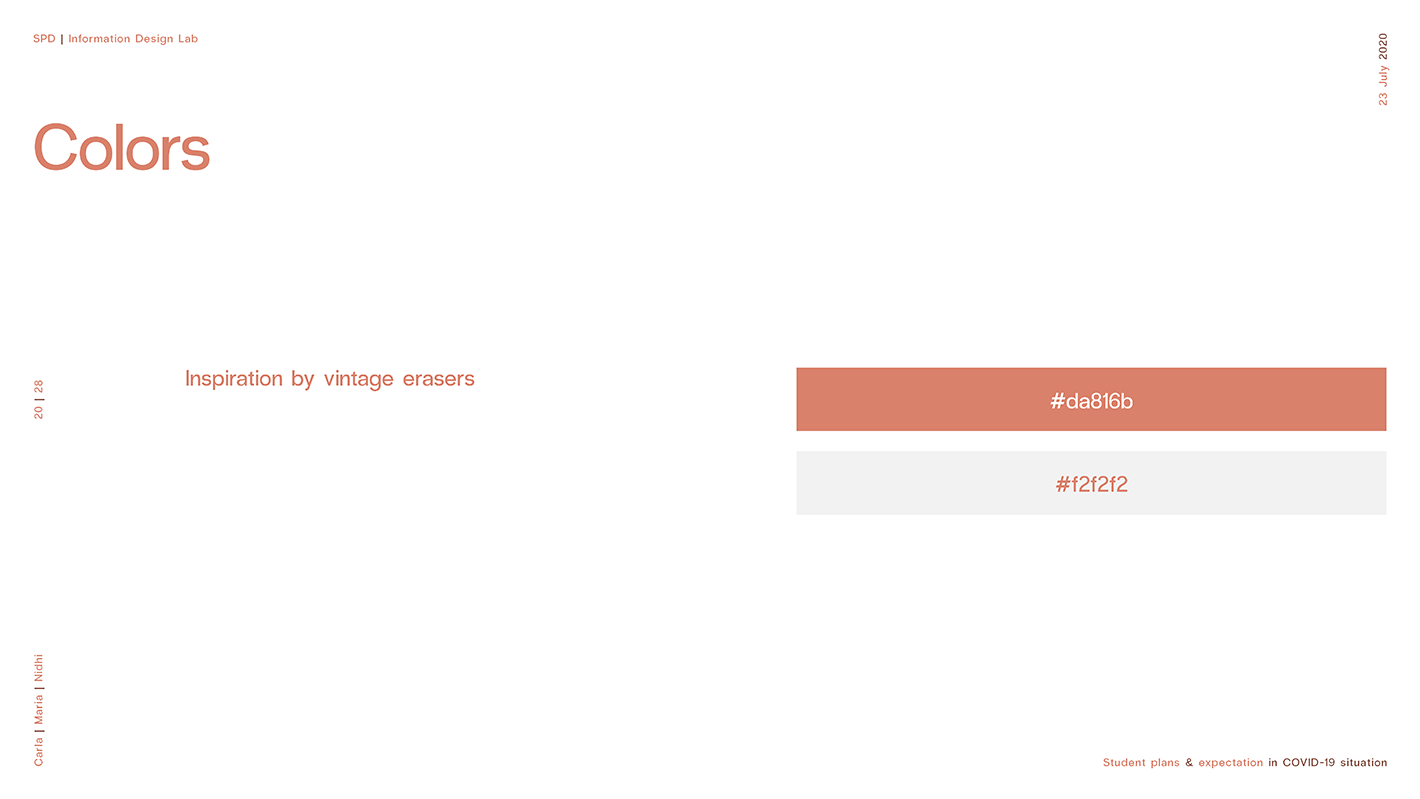 SPD | Information Design Lab
23 July 2020
Colors
20 | 28
Inspiration by vintage erasers
#da816b
#f2f2f2
Carla | Maria | Nidhi
Student plans & expectation in COVID-19 situation